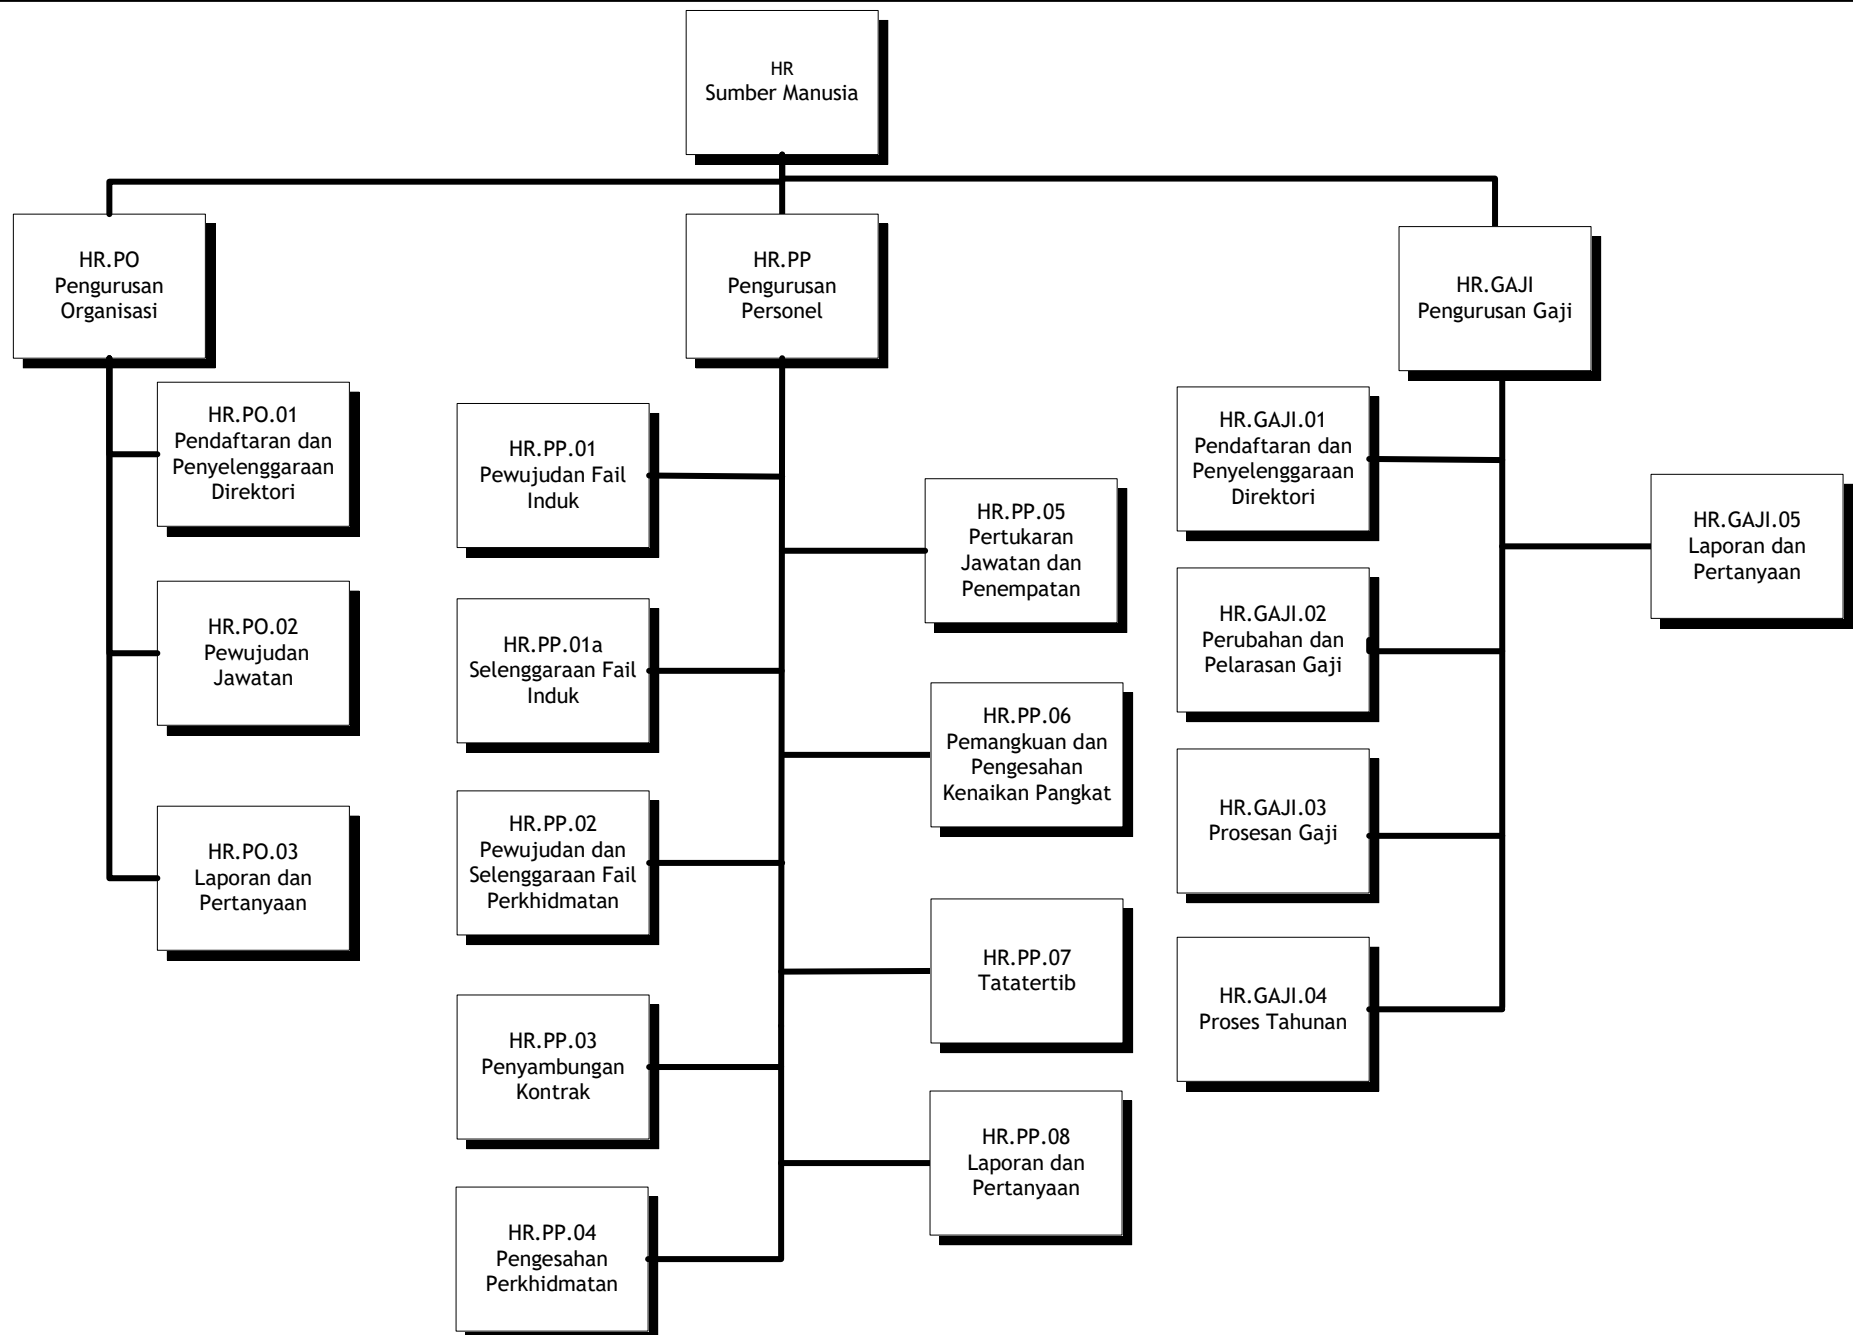 HR
Sumber Manusia
HR.PO
Pengurusan
Organisasi
HR.PP
Pengurusan
Personel
HR.GAJI
Pengurusan Gaji
HR.PO.01
Pendaftaran dan
Penyelenggaraan
Direktori
HR.PO.02
Pewujudan
Jawatan
HR.PO.03
Laporan dan
Pertanyaan
HR.PP.01
Pewujudan Fail
Induk
HR.PP.01a
Selenggaraan Fail
Induk
HR.PP.02
Pewujudan dan
Selenggaraan Fail
Perkhidmatan
HR.PP.03
Penyambungan
Kontrak
HR.PP.04
Pengesahan
Perkhidmatan
HR.PP.05
Pertukaran
Jawatan dan
Penempatan
HR.PP.06
Pemangkuan dan
Pengesahan
Kenaikan Pangkat
HR.PP.07
Tatatertib
HR.PP.08
Laporan dan
Pertanyaan
HR.GAJI.01
Pendaftaran dan
Penyelenggaraan
Direktori
HR.GAJI.02
Perubahan dan
Pelarasan Gaji
HR.GAJI.03
Prosesan Gaji
HR.GAJI.04
Proses Tahunan
HR.GAJI.05
Laporan dan
Pertanyaan